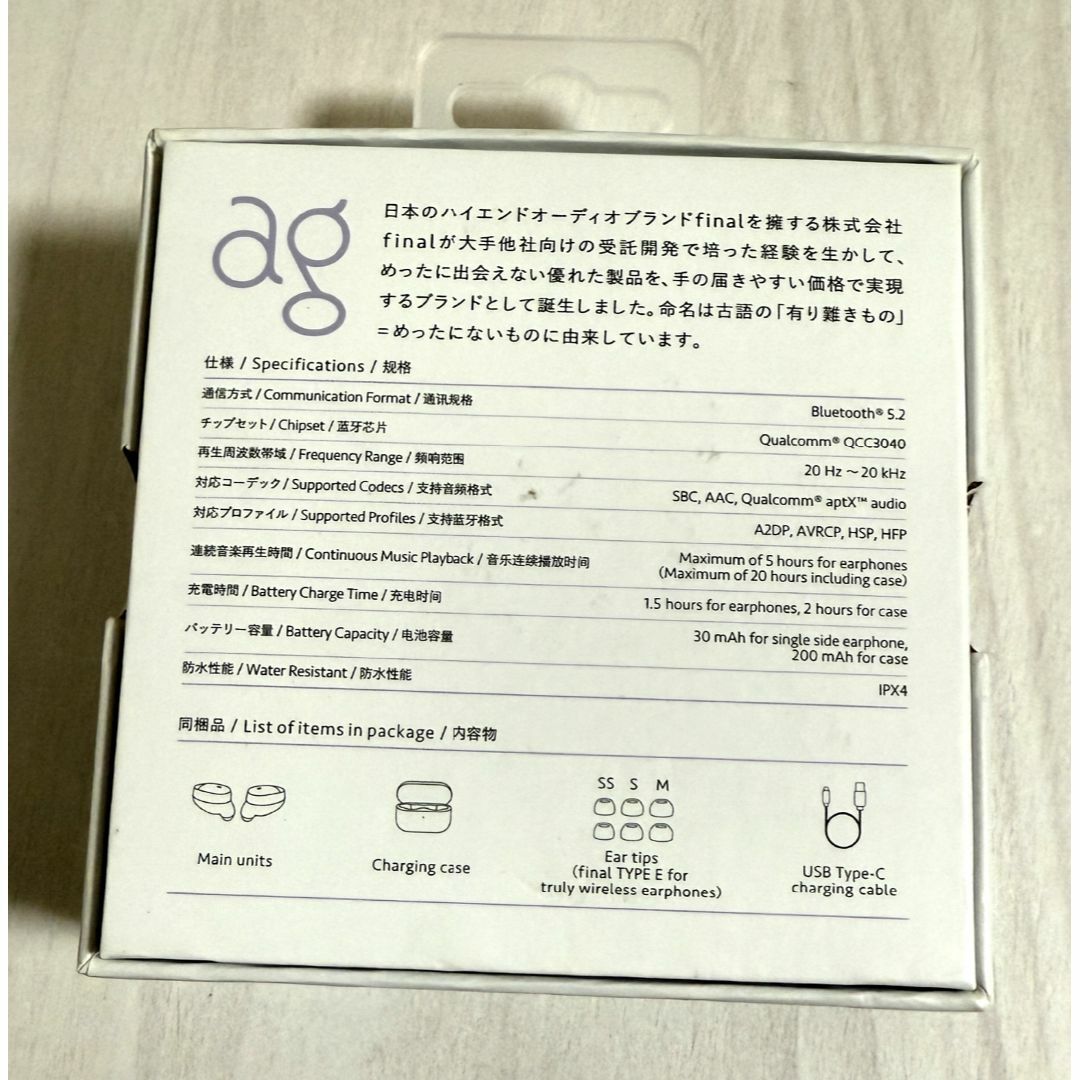 ag
日本のハイエンドオーディオブランドfinalを擁する株式会社
finalが大手他社向けの受託開発で培った経験を生かして、
めったに出会えない優れた製品を、手の届きやすい価格で実現
するブランドとして誕生しました。命名は古語の「有り難きもの」
=めったにないものに由来しています。
仕様 / Specifications / 规格
通信方式 / Communication Format / 通讯规格 Bluetooth® 5.2
チップセット / Chipset / 蓝牙芯片 Qualcomm® QCC3040
再生周波数帯域 / Frequency Range / 频响范围 20 Hz ～20 kHz
対応コーデック / Supported Codecs / 支持音频格式 SBC, AAC, Qualcomm® aptX™ audio
対応プロファイル / Supported Profiles / 支持蓝牙格式 A2DP, AVRCP, HSP, HFP
連続音楽再生時間 / Continuous Music Playback / 音乐连续播放时间 Maximum of 5 hours for earphones
(Maximum of 20 hours including case)
充電時間 / Battery Charge Time / 充电时间 1.5 hours for earphones, 2 hours for case
バッテリー容量 / Battery Capacity / 电池容量 30 mAh for single side earphone,
200 mAh for case
防水性能 / Water Resistant / 防水性能 IPX4
同梱品 / List of items in package / 内容物
SS S M
Main units
Charging case
Ear tips
(final TYPE E for
truly wireless earphones)
USB Type-C
charging cable